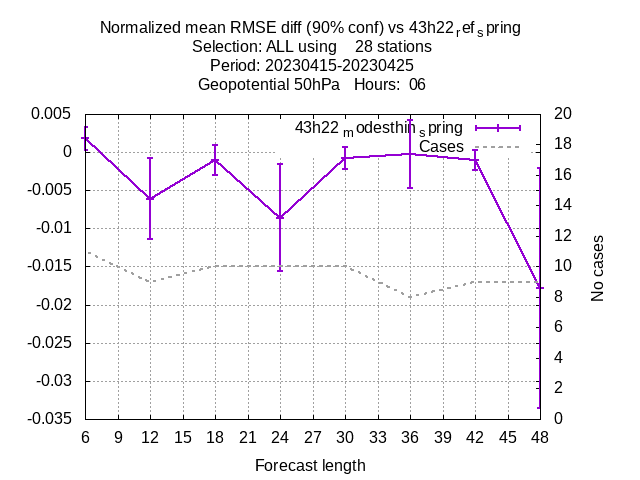 Normalized mean RMSE diff (90% conf) vs 43h22refspring
Selection: ALL using    28 stations
Period: 20230415-20230425
Geopotential 50hPa   Hours:  06
43h22modesthinspring
Cases
0.005
0
-0.005
-0.01
-0.015
-0.02
-0.025
-0.03
-0.035
20
18
16
14
12
10
8
6
4
2
0
No cases
6 9 12 15 18 21 24 27 30 33 36 39 42 45 48
Forecast length